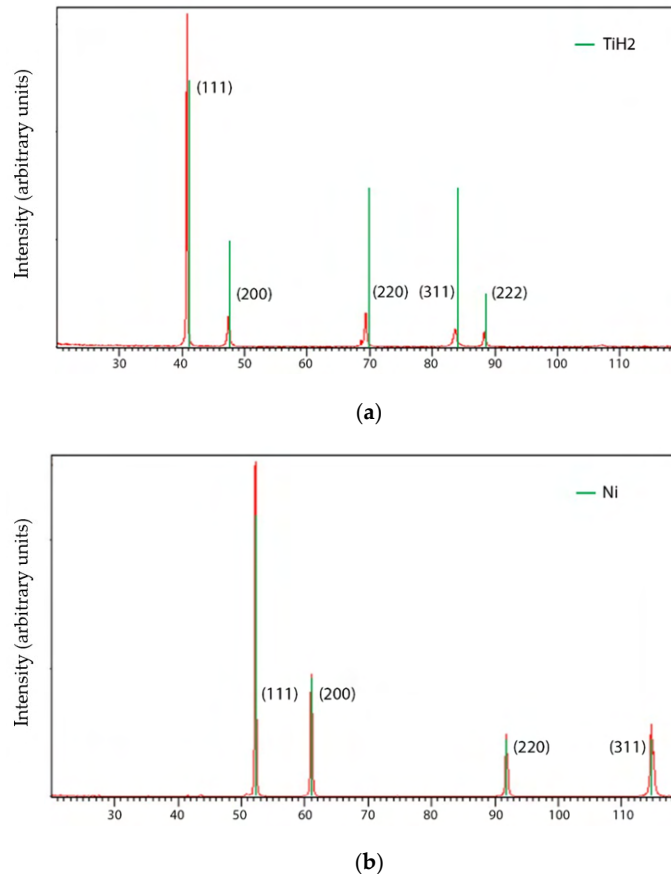 Intensity (arbitrary units)
TiH2
(111)
(200)
(220)
(311)
(222)
30 40 50 60 70 80 90 100 110
(a)
Intensity (arbitrary units)
Ni
(111)
(200)
(220)
(311)
30 40 50 60 70 80 90 100 110
(b)